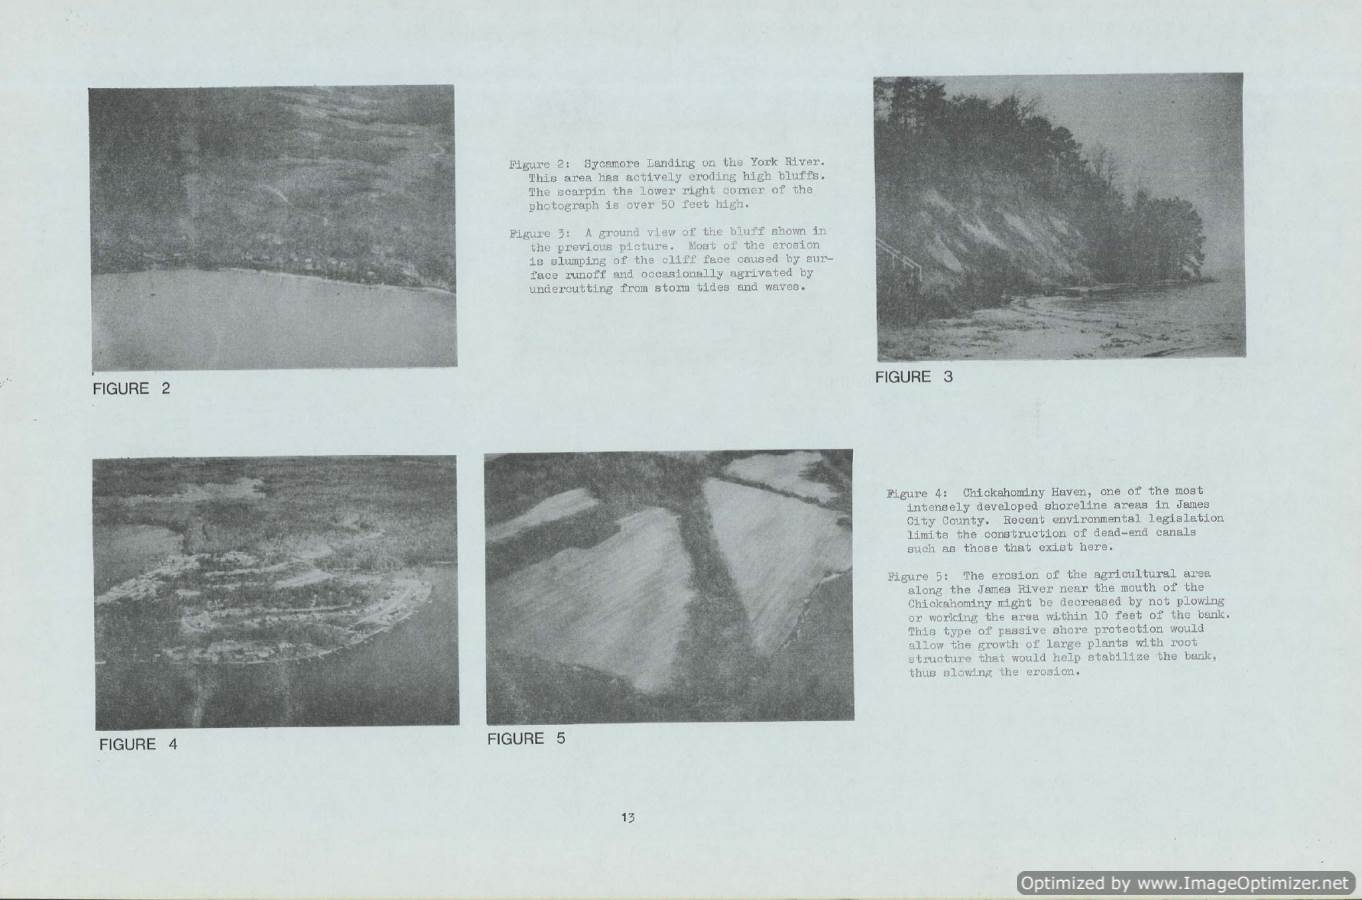 Figure 2: Sycamore Landing on the York River.
This area has actively eroding high bluffs.
The scarpin the lower right corner of the
photograph is over 50 feet high.
Figure 3: A ground view of the bluff shown in
the previous picture. Most of the erosion
is slumping of the cliff face caused by sur-
face runoff and occasionally agrivated by
undercutting from storm tides and waves.
FIGURE 2
FIGURE 3
Figure 4: Chickahominy Haven, one of the most
intensely developed shoreline areas in James
City County. Recent environmental legislation
limits the construction of dead-end canals
such as those that exist here.
Figure 5: The erosion of the agricultural area
along the James River near the mouth of the
Chickahominy might be decreased by not plowing
or working the area within 10 feet of the bank.
This type of passive shore protection would
allow the growth of large plants with root
structure that would help stabilize the bank,
thus slowing the erosion.
FIGURE 4
FIGURE 5
13
Optimized by www.ImageOptimizer.net